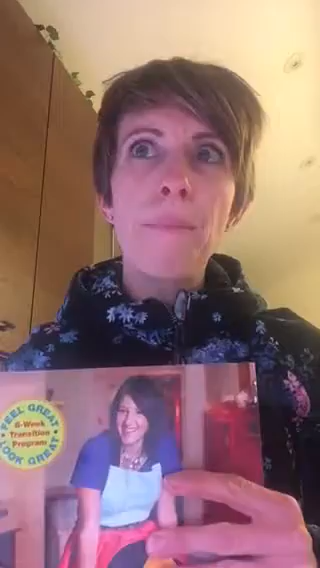 FEEL GREAT
6-Week
Transition
Program
LOOK GREAT